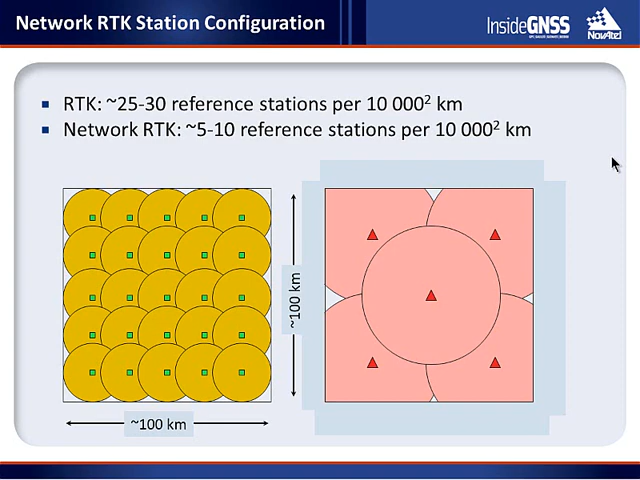 Network RTK Station Configuration
InsideGNSS
NovAtel
RTK: ~25-30 reference stations per 10 000² km
Network RTK: ~5-10 reference stations per 10 000² km
~100 km
~100 km